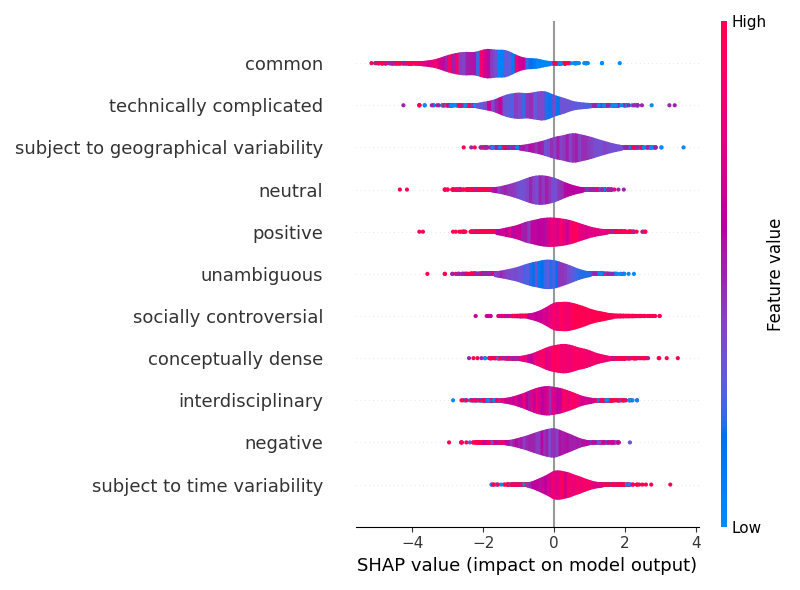 High
common
technically complicated
subject to geographical variability
neutral
positive
unambiguous
socially controversial
conceptually dense
interdisciplinary
negative
subject to time variability
Low
Feature value
−4 −2 0 2 4
SHAP value (impact on model output)